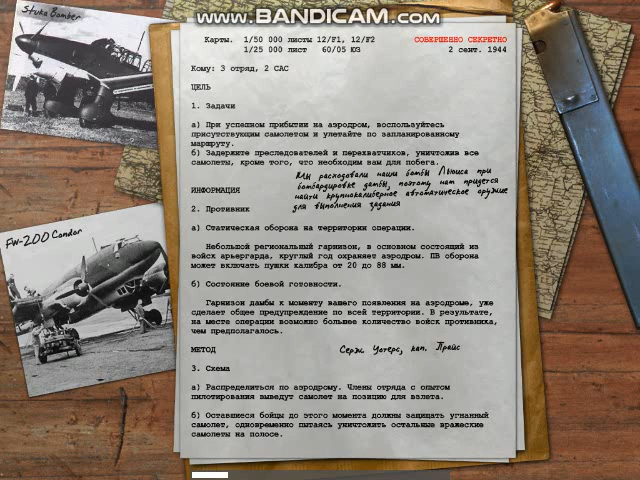 www.BANDICAM.com
Stuka Bomber
FW-200 Condor
Карты. 1/50 000 листы 12/F1, 12/F2 СОВЕРШЕННО СЕКРЕТНО
1/25 000 лист 60/05 ЮЗ 2 сент. 1944
Кому: 3 отряд, 2 САС
ЦЕЛЬ
1. Задачи
а) При успешном прибытии на аэродром, воспользуйтесь
присутствующим самолетом и улетайте по запланированному
маршруту.
б) Задержите преследователей и перехватчиков, уничтожив все
самолеты, кроме того, что необходим вам для побега.
Мы расходовали наши бомбы Льюиса при
бомбардировке дамбы, поэтому нам придется
найти крупнокалиберное автоматическое оружие
для выполнения задания
ИНФОРМАЦИЯ
2. Противник
а) Статическая оборона на территории операции.
Небольшой региональный гарнизон, в основном состоящий из
войск арьергарда, круглый год охраняет аэродром. ПВ оборона
может включать пушки калибра от 20 до 88 мм.
б) Состояние боевой готовности.
Гарнизон дамбы к моменту вашего появления на аэродроме, уже
сделает общее предупреждение по всей территории. В результате,
на месте операции возможно большее количество войск противника,
чем предполагалось.
МЕТОД Серж. Уотерс, кап. Прайс
3. Схема
а) Распределиться по аэродрому. Члены отряда с опытом
пилотирования выведут самолет на позицию для взлета.
б) Оставшиеся бойцы до этого момента должны защищать угнанный
самолет, одновременно пытаясь уничтожить остальные вражеские
самолеты на полосе.